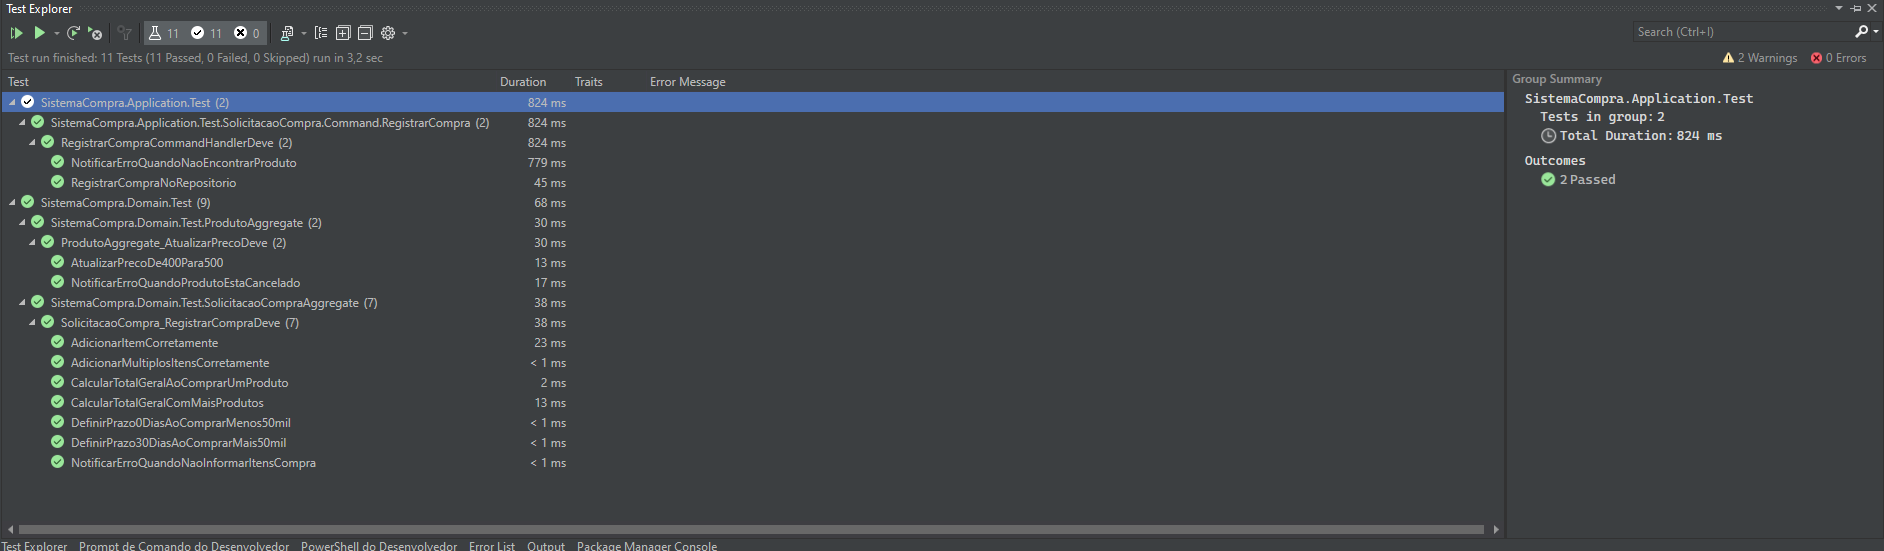 Test Explorer
11 11 0
Search (Ctrl+I)
Test run finished: 11 Tests (11 Passed, 0 Failed, 0 Skipped) run in 3,2 sec
2 Warnings 0 Errors
Test Duration Traits Error Message
SistemaCompra.Application.Test (2) 824 ms
SistemaCompra.Application.Test.SolicitacaoCompra.Command.RegistrarCompra (2) 824 ms
RegistrarCompraCommandHandlerDeve (2) 824 ms
NotificarErroQuandoNaoEncontrarProduto 779 ms
RegistrarCompraNoRepositorio 45 ms
SistemaCompra.Domain.Test (9) 68 ms
SistemaCompra.Domain.Test.ProdutoAggregate (2) 30 ms
ProdutoAggregate_AtualizarPrecoDeve (2) 30 ms
AtualizarPrecoDe400Para500 13 ms
NotificarErroQuandoProdutoEstaCancelado 17 ms
SistemaCompra.Domain.Test.SolicitacaoCompraAggregate (7) 38 ms
SolicitacaoCompra_RegistrarCompraDeve (7) 38 ms
AdicionarItemCorretamente 23 ms
AdicionarMultiplosItensCorretamente < 1 ms
CalcularTotalGeralAoComprarUmProduto 2 ms
CalcularTotalGeralComMaisProdutos 13 ms
DefinirPrazo0DiasAoComprarMenos50mil < 1 ms
DefinirPrazo30DiasAoComprarMais50mil < 1 ms
NotificarErroQuandoNaoInformarItensCompra < 1 ms
Group Summary
SistemaCompra.Application.Test
Tests in group: 2
Total Duration: 824 ms
Outcomes
2 Passed
Test Explorer Prompt de Comando do Desenvolvedor PowerShell do Desenvolvedor Error List Output Package Manager Console